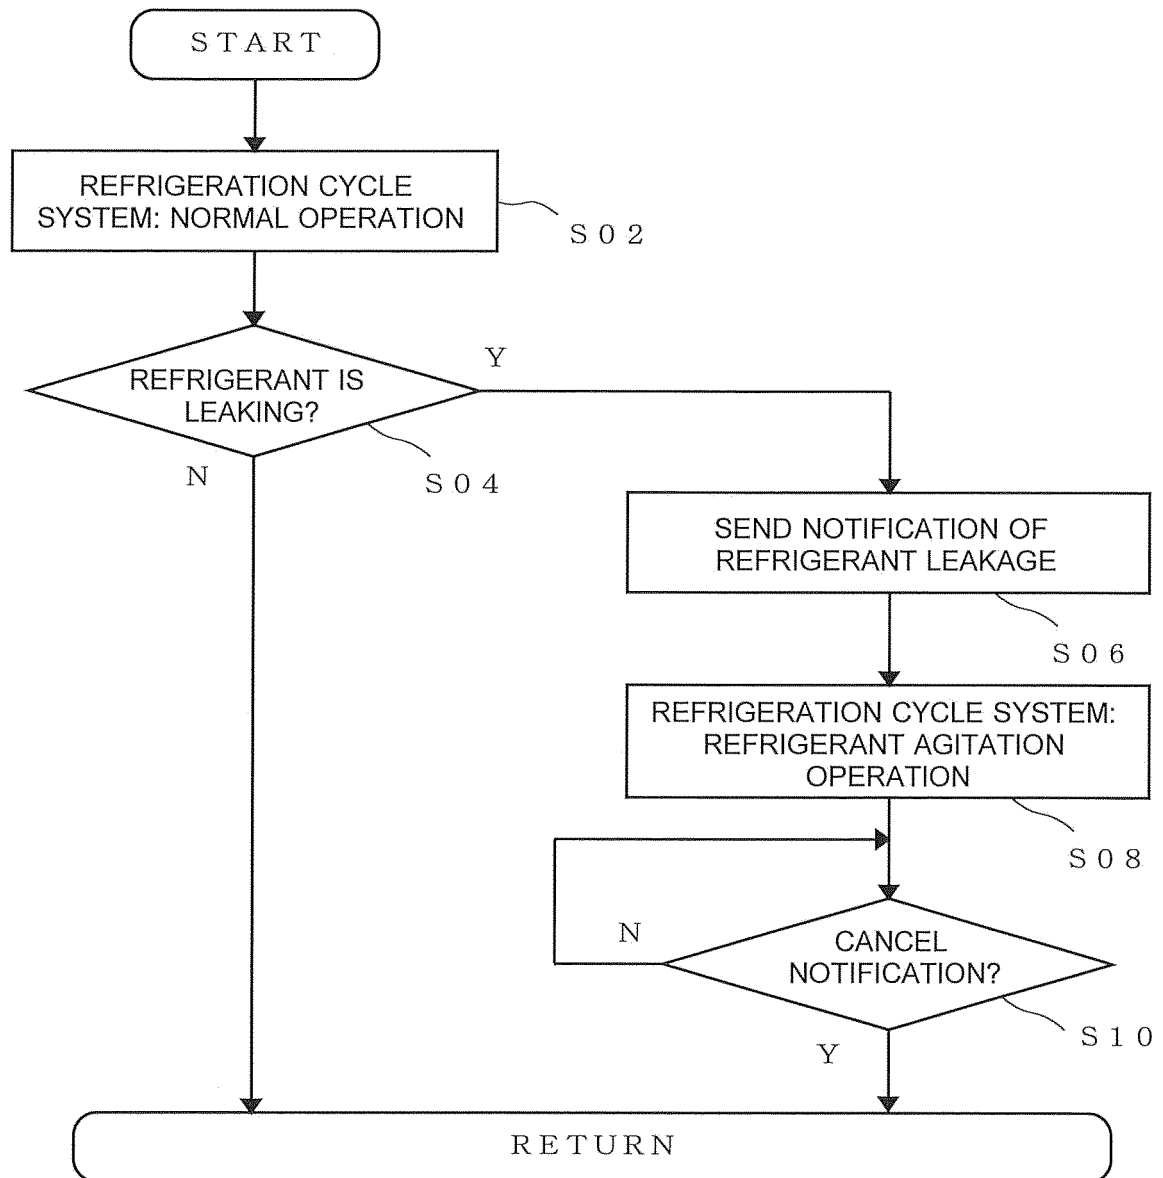 START
REFRIGERATION CYCLE
SYSTEM: NORMAL OPERATION
S02
Y
REFRIGERANT IS
LEAKING?
N
S04
SEND NOTIFICATION OF
REFRIGERANT LEAKAGE
S06
REFRIGERATION CYCLE SYSTEM:
REFRIGERANT AGITATION
OPERATION
S08
N
CANCEL
NOTIFICATION?
S10
Y
RETURN